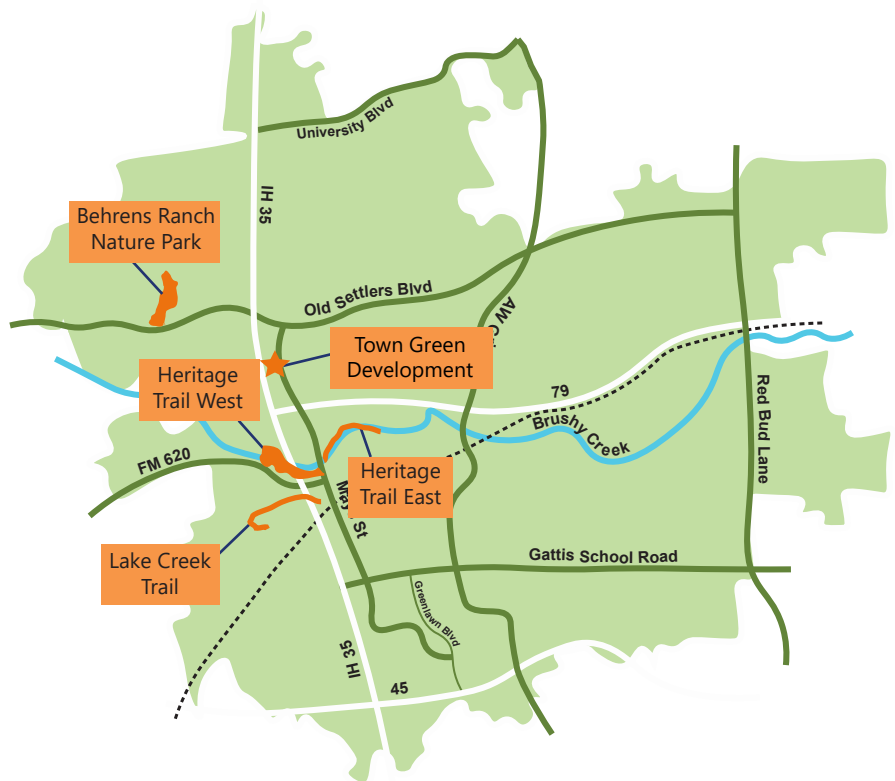 University Blvd
IH 35
Behrens Ranch
Nature Park
Old Settlers Blvd
AW
Town Green
Development
Heritage
Trail West
79
Red Bud Lane
Brushy Creek
FM 620
Heritage
Trail East
St
Lake Creek
Trail
Gattis School Road
Greenlawn Blvd
IH 35
45